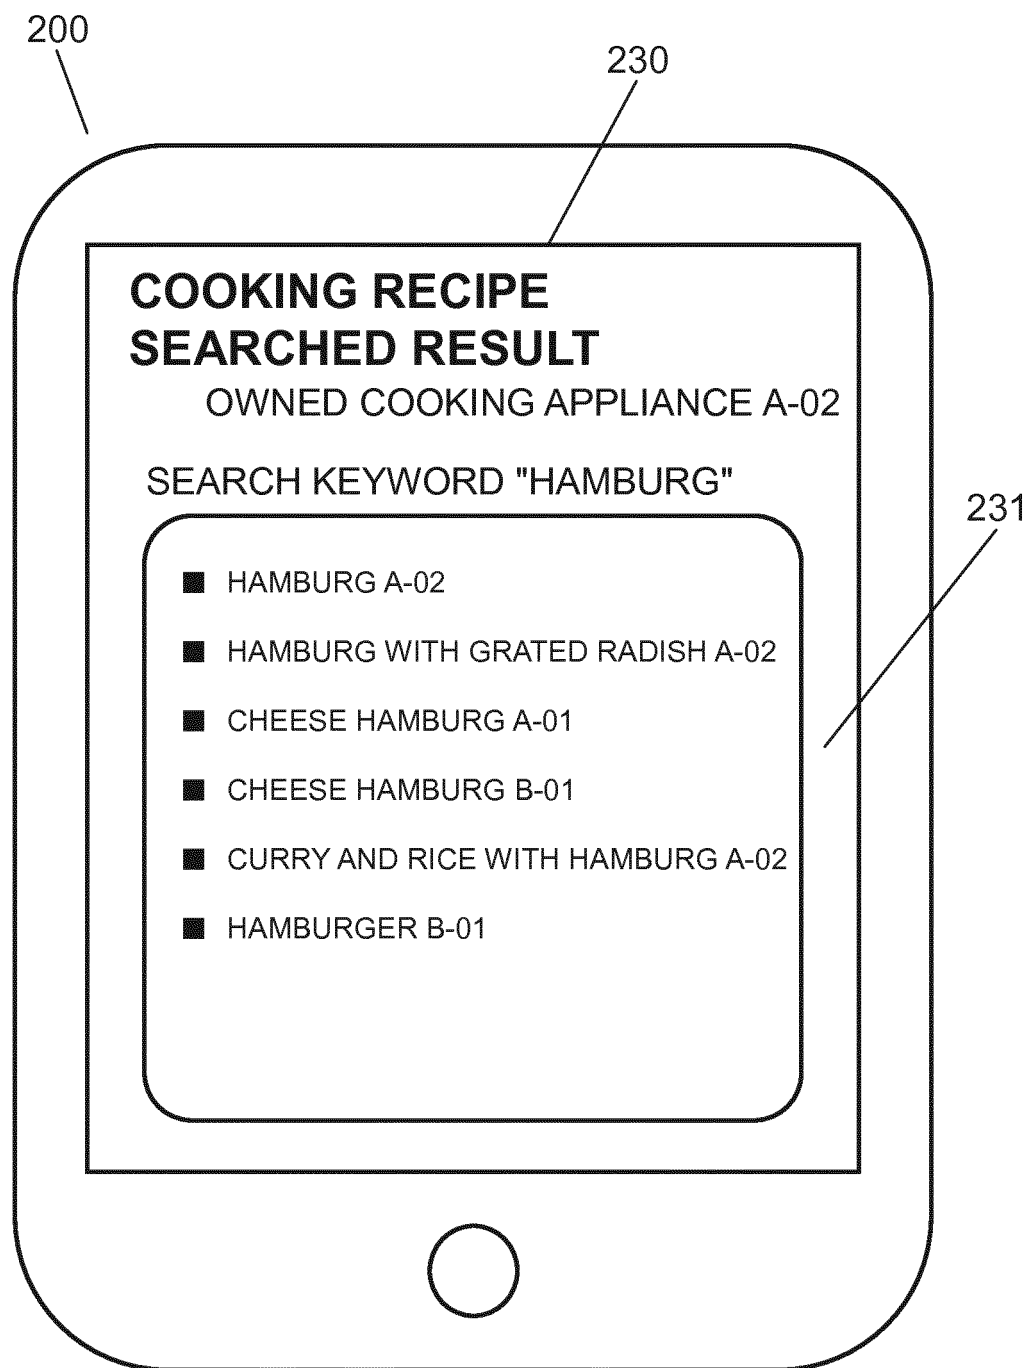 200
230
COOKING RECIPE
SEARCHED RESULT
OWNED COOKING APPLIANCE A-02
SEARCH KEYWORD "HAMBURG"
231
■ HAMBURG A-02
■ HAMBURG WITH GRATED RADISH A-02
■ CHEESE HAMBURG A-01
■ CHEESE HAMBURG B-01
■ CURRY AND RICE WITH HAMBURG A-02
■ HAMBURGER B-01